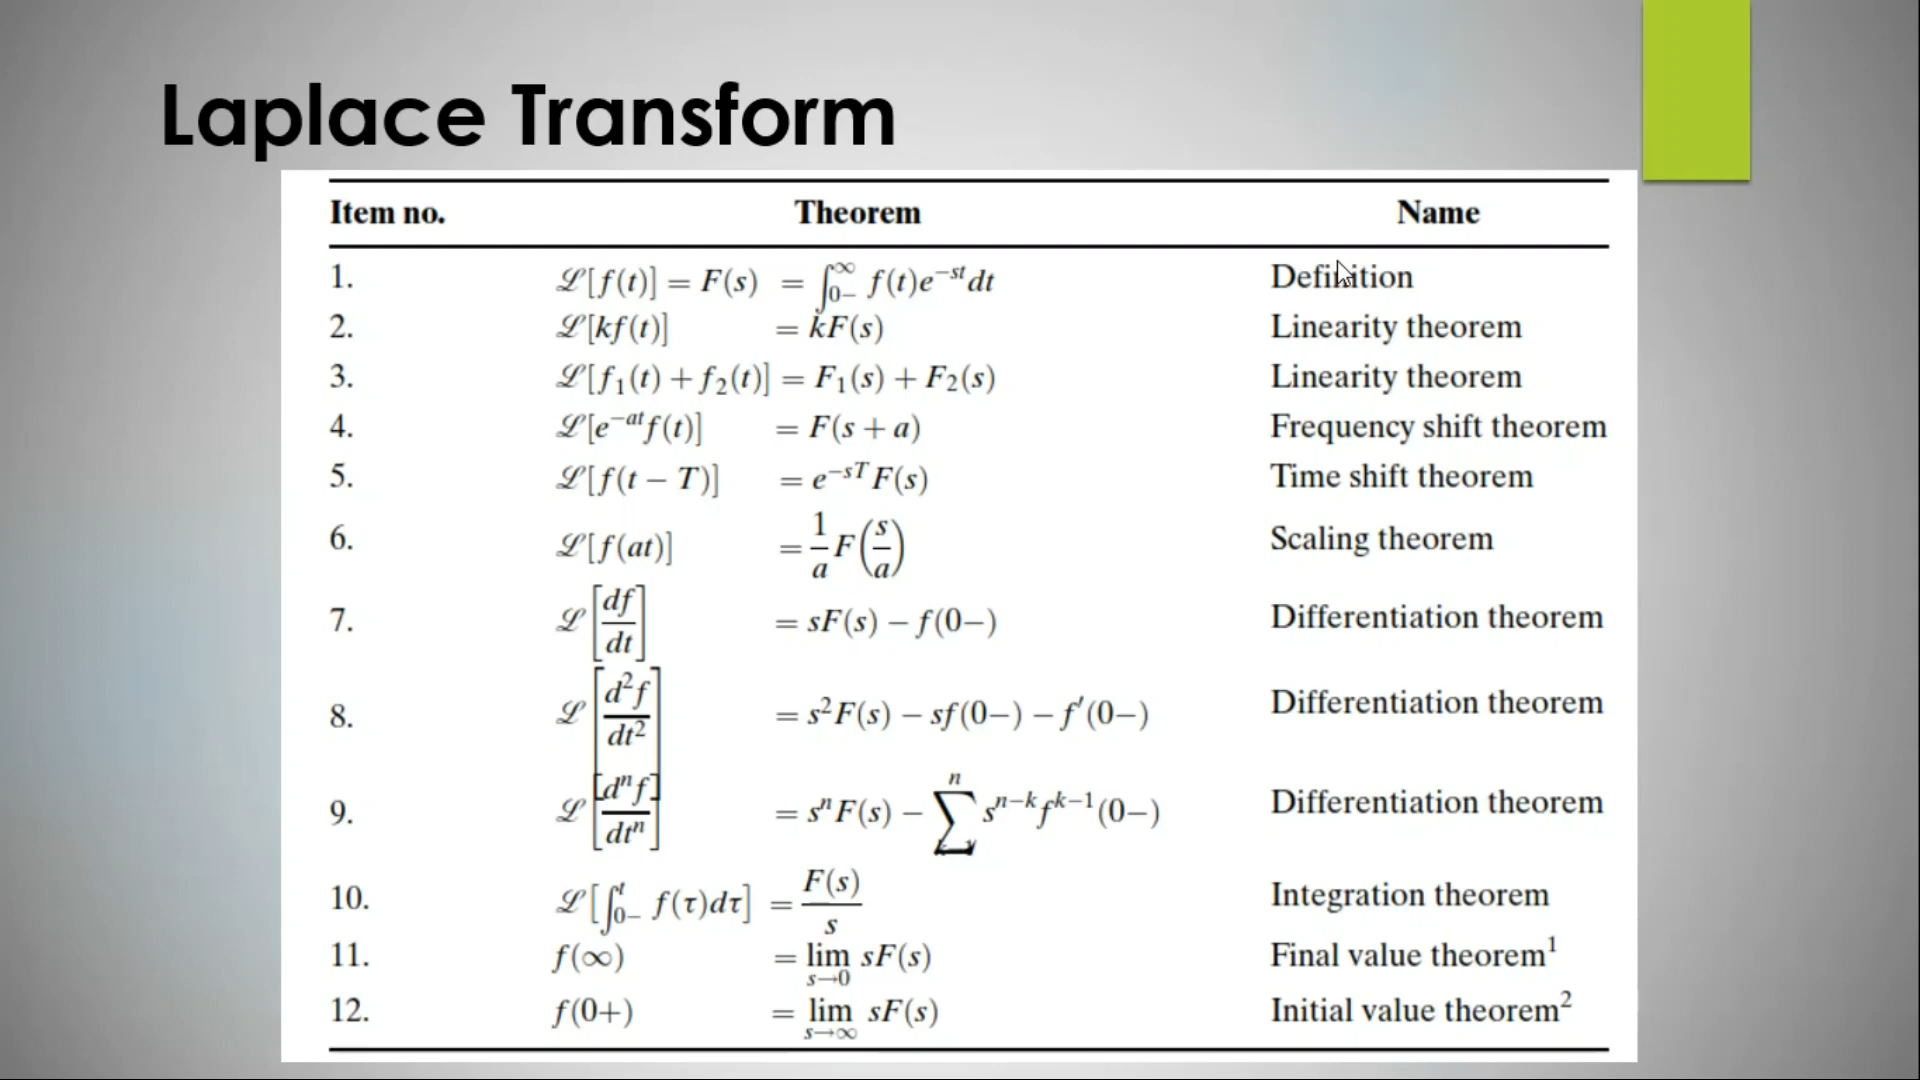 Laplace Transform
Item no. Theorem Name
1. ℒ[f(t)] = F(s) = ∫₀₋^∞ f(t)e^−st dt Definition
2. ℒ[kf(t)] = kF(s) Linearity theorem
3. ℒ[f₁(t) + f₂(t)] = F₁(s) + F₂(s) Linearity theorem
4. ℒ[e^−at f(t)] = F(s + a) Frequency shift theorem
5. ℒ[f(t − T)] = e^−sT F(s) Time shift theorem
6. ℒ[f(at)] = 1/a F(s/a) Scaling theorem
7. ℒ[df/dt] = sF(s) − f(0−) Differentiation theorem
8. ℒ[d²f/dt²] = s²F(s) − sf(0−) − f′(0−) Differentiation theorem
9. ℒ[dⁿf/dtⁿ] = sⁿF(s) − ∑ⁿ s^n−k f^k−1(0−) Differentiation theorem
10. ℒ[∫₀₋^t f(τ)dτ] = F(s)/s Integration theorem
11. f(∞) = lim s→0 sF(s) Final value theorem¹
12. f(0+) = lim s→∞ sF(s) Initial value theorem²